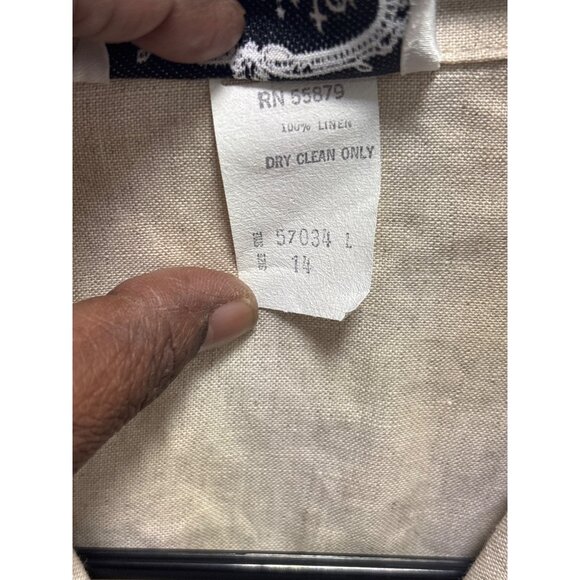 RN 55879
100% LINEN
DRY CLEAN ONLY
57034 L
14